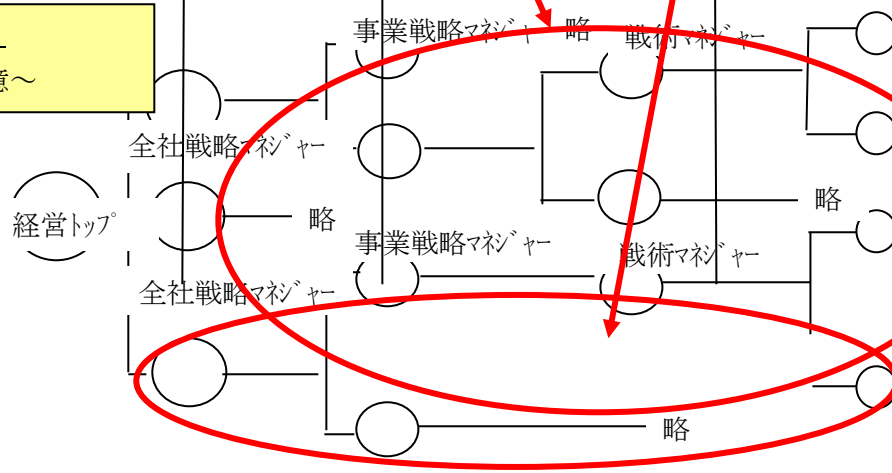 意～
事業戦略マネジャー
略
戦術マネジャー
全社戦略マネジャー
経営トップ
略
略
事業戦略マネジャー
戦術マネジャー
全社戦略マネジャー
略